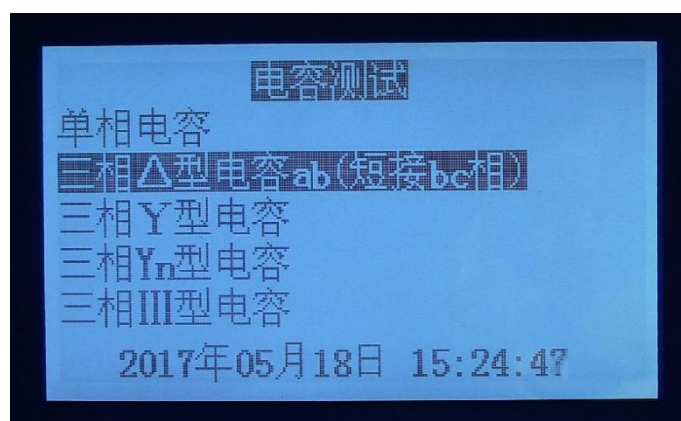 电容测试
单相电容
三相△型电容ab(短接bc相)
三相Y型电容
三相Yn型电容
三相III型电容
2017年05月18日 15:24:47